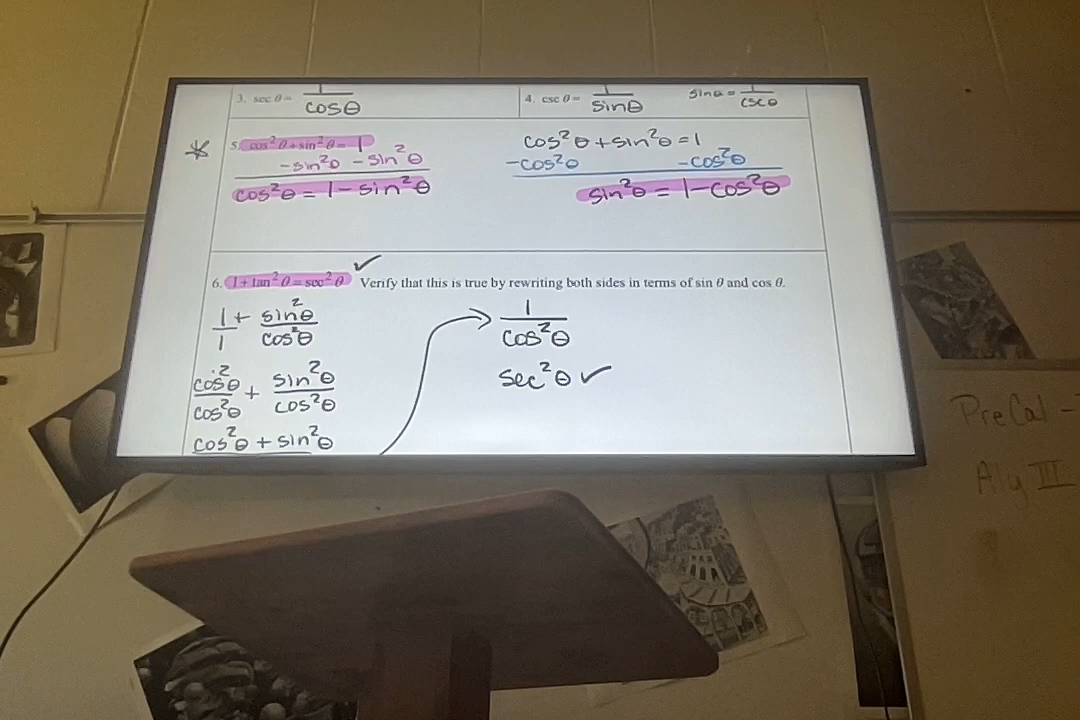 3. sec θ = 1/cosθ
4. csc θ = 1/sinθ sinθ = 1/cscθ
* 5. cos²θ + sin²θ = 1
-sin²θ -sin²θ
cos²θ = 1 - sin²θ
cos²θ + sin²θ = 1
-cos²θ -cos²θ
sin²θ = 1 - cos²θ
6. 1 + tan²θ = sec²θ ✓ Verify that this is true by rewriting both sides in terms of sin θ and cos θ.
1/1 + sin²θ/cos²θ
cos²θ/cos²θ + sin²θ/cos²θ
cos²θ + sin²θ
1/cos²θ
sec²θ ✓
PreCal -
Alg III